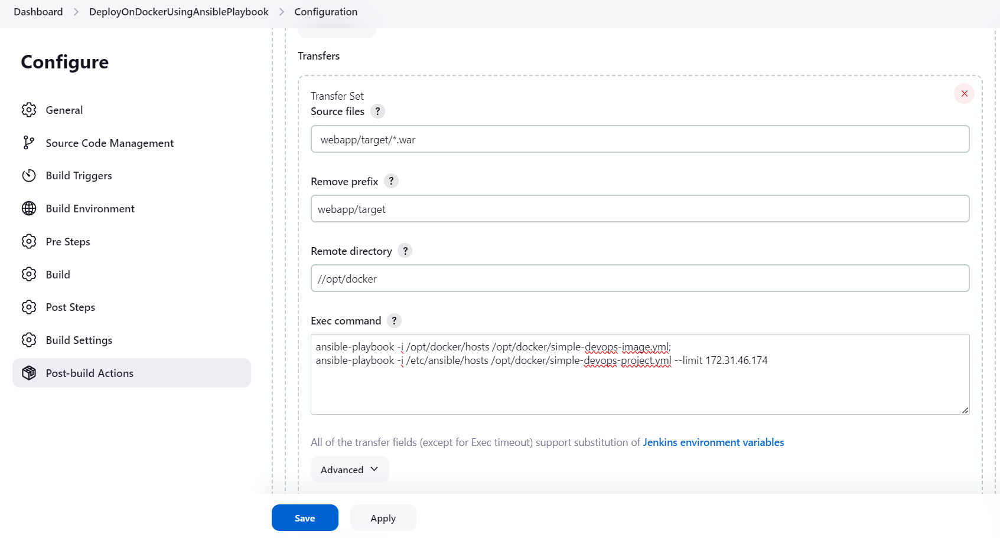 Dashboard > DeployOnDockerUsingAnsiblePlaybook > Configuration
Configure
General
Source Code Management
Build Triggers
Build Environment
Pre Steps
Build
Post Steps
Build Settings
Post-build Actions
Transfers
Transfer Set
Source files ?
webapp/target/*.war
Remove prefix ?
webapp/target
Remote directory ?
//opt/docker
Exec command ?
ansible-playbook -i /opt/docker/hosts /opt/docker/simple-devops-image.yml;
ansible-playbook -i /etc/ansible/hosts /opt/docker/simple-devops-project.yml --limit 172.31.46.174
All of the transfer fields (except for Exec timeout) support substitution of Jenkins environment variables
Advanced
Save
Apply